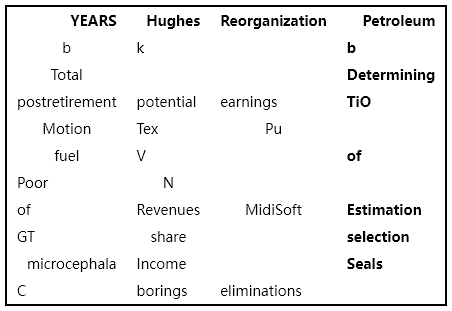 YEARS Hughes Reorganization Petroleum
b k b
Total Determining
postretirement potential earnings TiO
Motion Tex Pu
fuel V of
Poor N
of Revenues MidiSoft Estimation
GT share selection
microcephala Income Seals
C borings eliminations